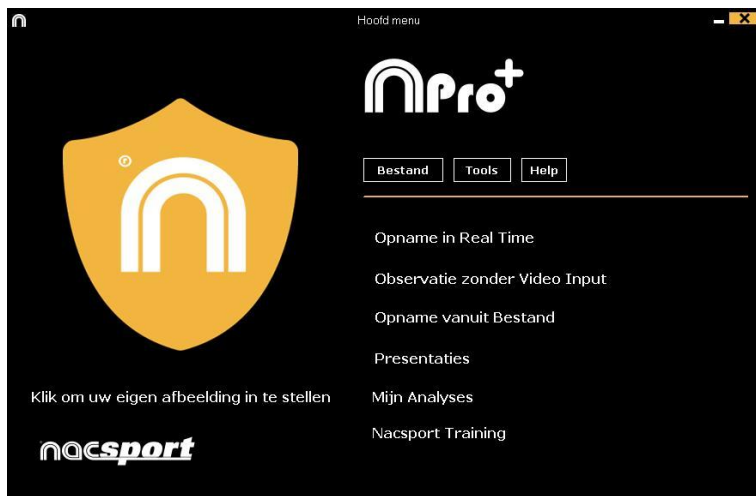 Hoofd menu
Pro+
Bestand Tools Help
Opname in Real Time
Observatie zonder Video Input
Opname vanuit Bestand
Presentaties
Klik om uw eigen afbeelding in te stellen
Mijn Analyses
Nacsport Training
nacsport